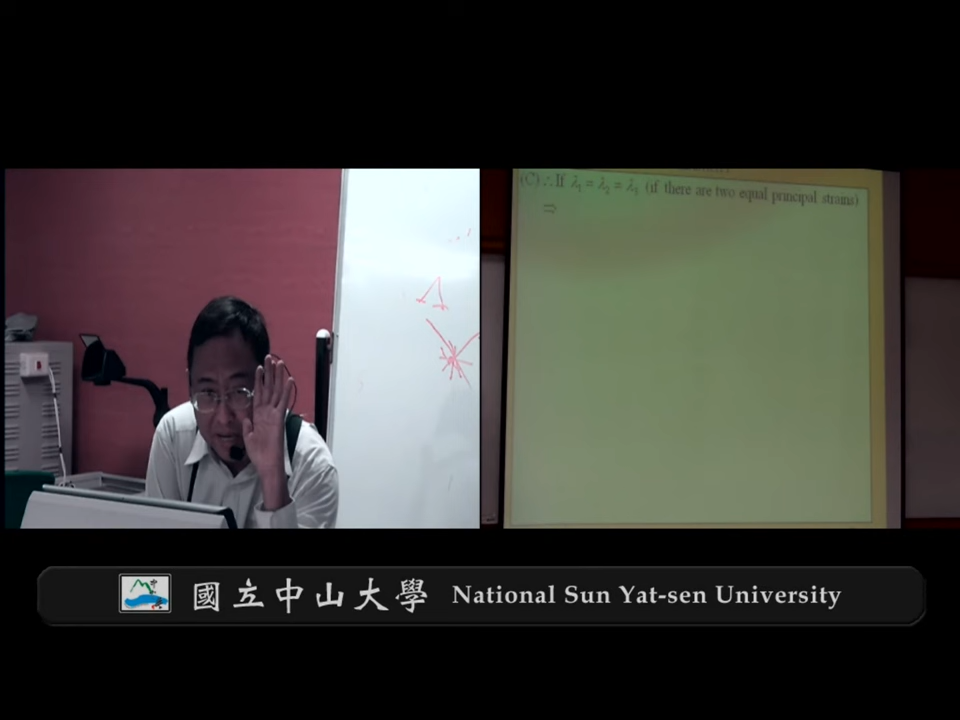 (C) ∴ If λ₁ = λ₂ = λ₃ (if there are two equal principal strains)
⇒
國立中山大學 National Sun Yat-sen University